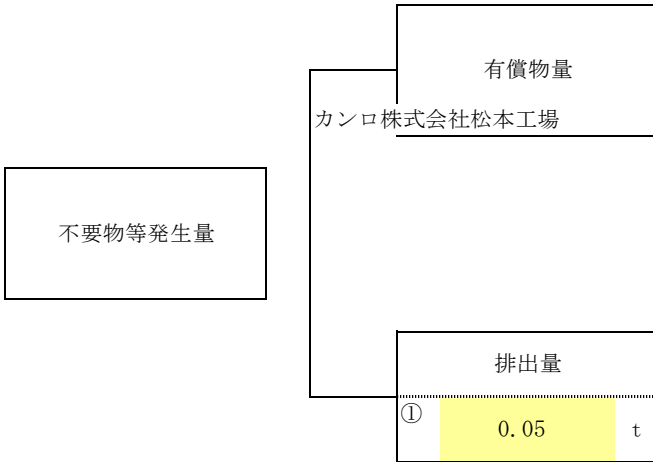 有償物量
カンロ株式会社松本工場
不要物等発生量
排出量
① 0.05 t